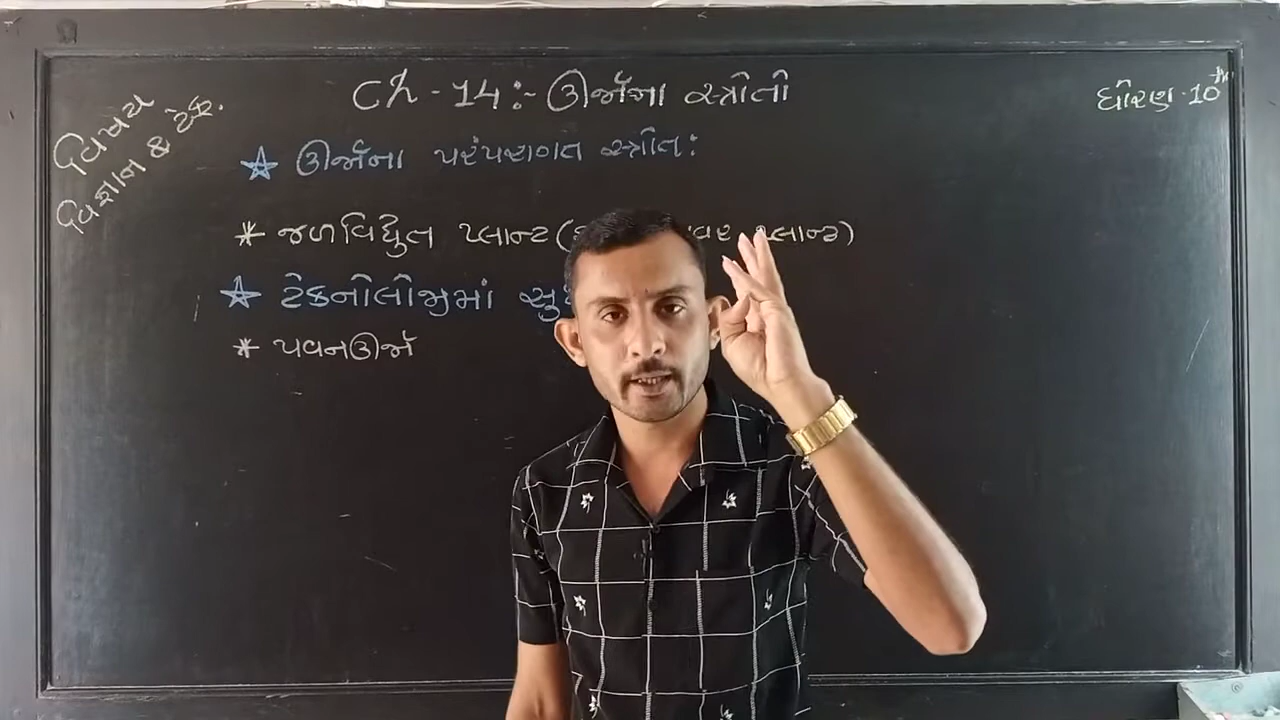 વિષય
વિજ્ઞાન & ટેક.
Ch - 14 :- ઊર્જાના સ્ત્રોતો
ધોરણ - 10th
ઊર્જાના પરંપરાગત સ્ત્રોત :
* જળવિદ્યુત પ્લાન્ટ ( પ્લાન્ટ)
ટેકનોલોજીમાં
* પવનઊર્જા